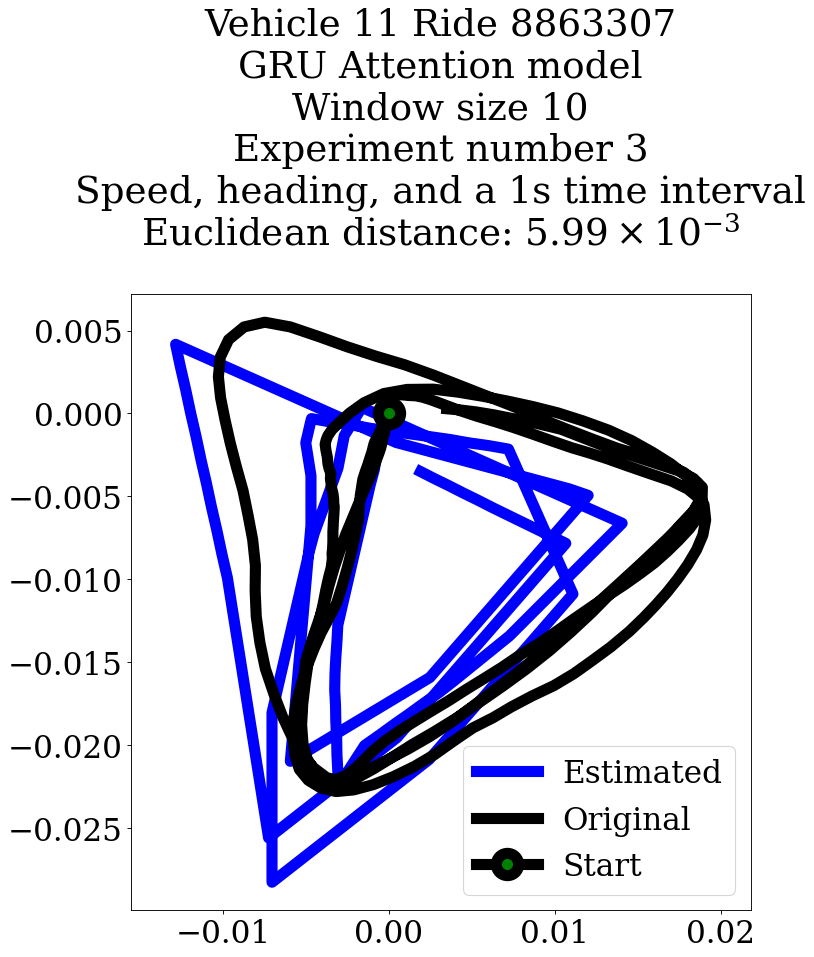 Vehicle 11 Ride 8863307
GRU Attention model
Window size 10
Experiment number 3
Speed, heading, and a 1s time interval
Euclidean distance: 5.99 × 10⁻³
0.005
0.000
−0.005
−0.010
−0.015
−0.020
−0.025
Estimated
Original
Start
−0.01
0.00
0.01
0.02